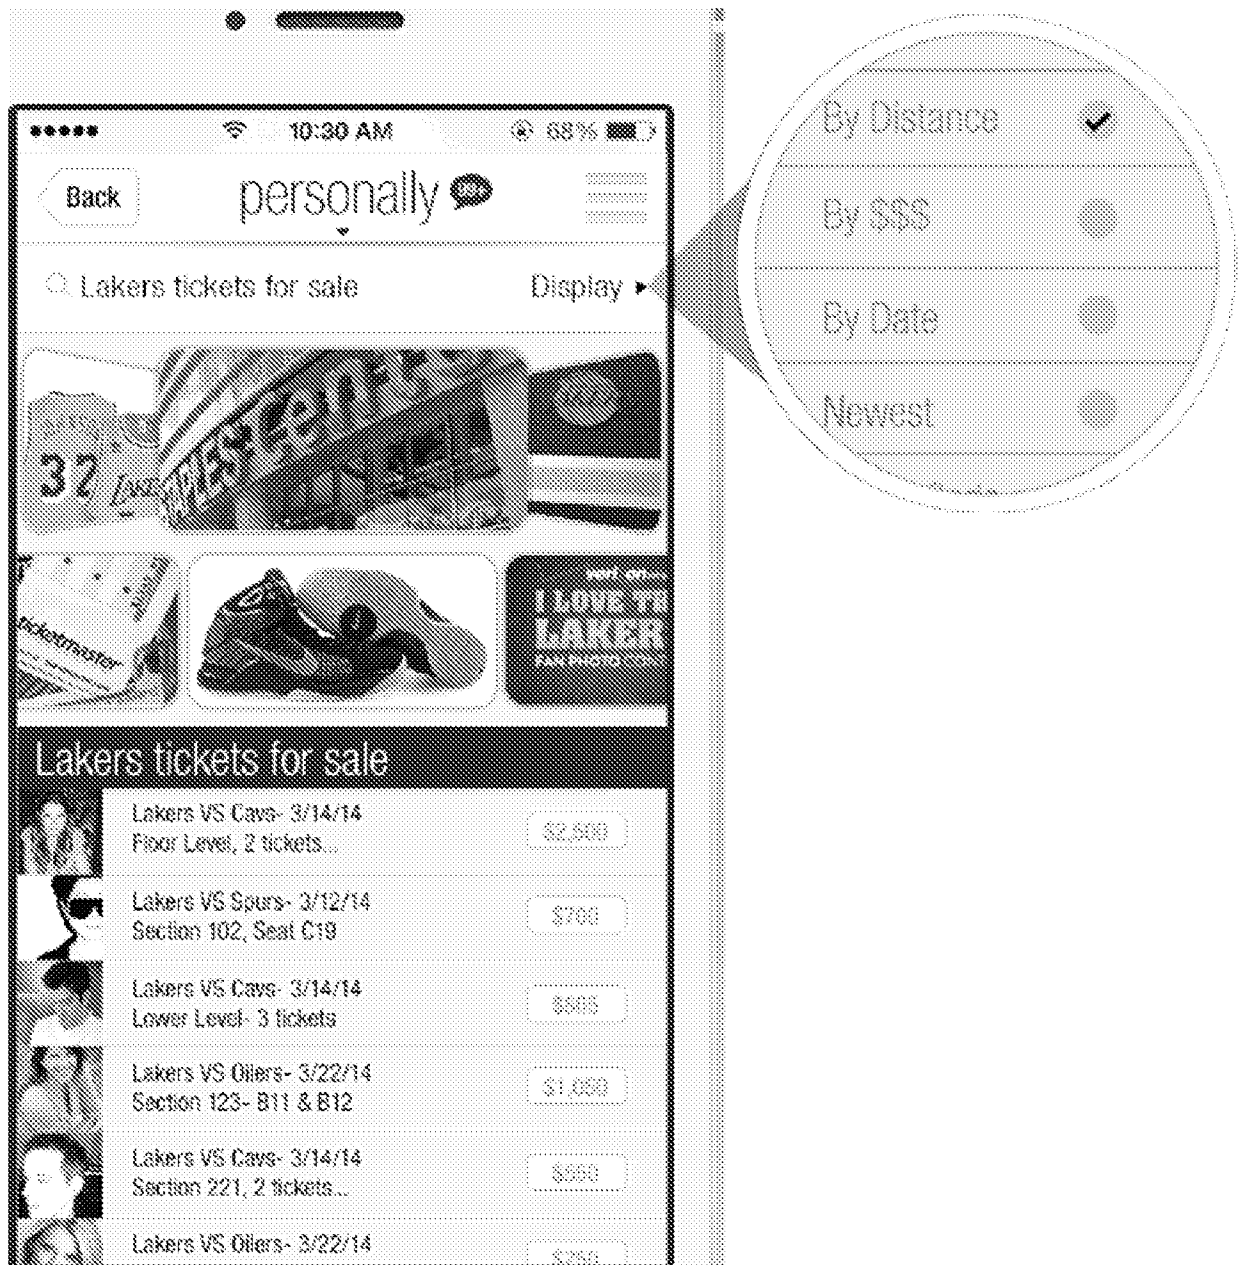 10:30 AM
68%
Back
personally
Lakers tickets for sale
Display
By Distance
By $$$
By Date
Newest
32
STAPLES CENTER
ticketmaster
I LOVE TH
LAKER
FAN PHOTO
Lakers tickets for sale
Lakers VS Cavs- 3/14/14
Floor Level, 2 tickets...
$2,500
Lakers VS Spurs- 3/12/14
Section 102, Seat C19
$700
Lakers VS Cavs- 3/14/14
Lower Level- 3 tickets
Lakers VS Oilers- 3/22/14
Section 123- B11 & B12
$1,050
Lakers VS Cavs- 3/14/14
Section 221, 2 tickets...
$550
Lakers VS Oilers- 3/22/14